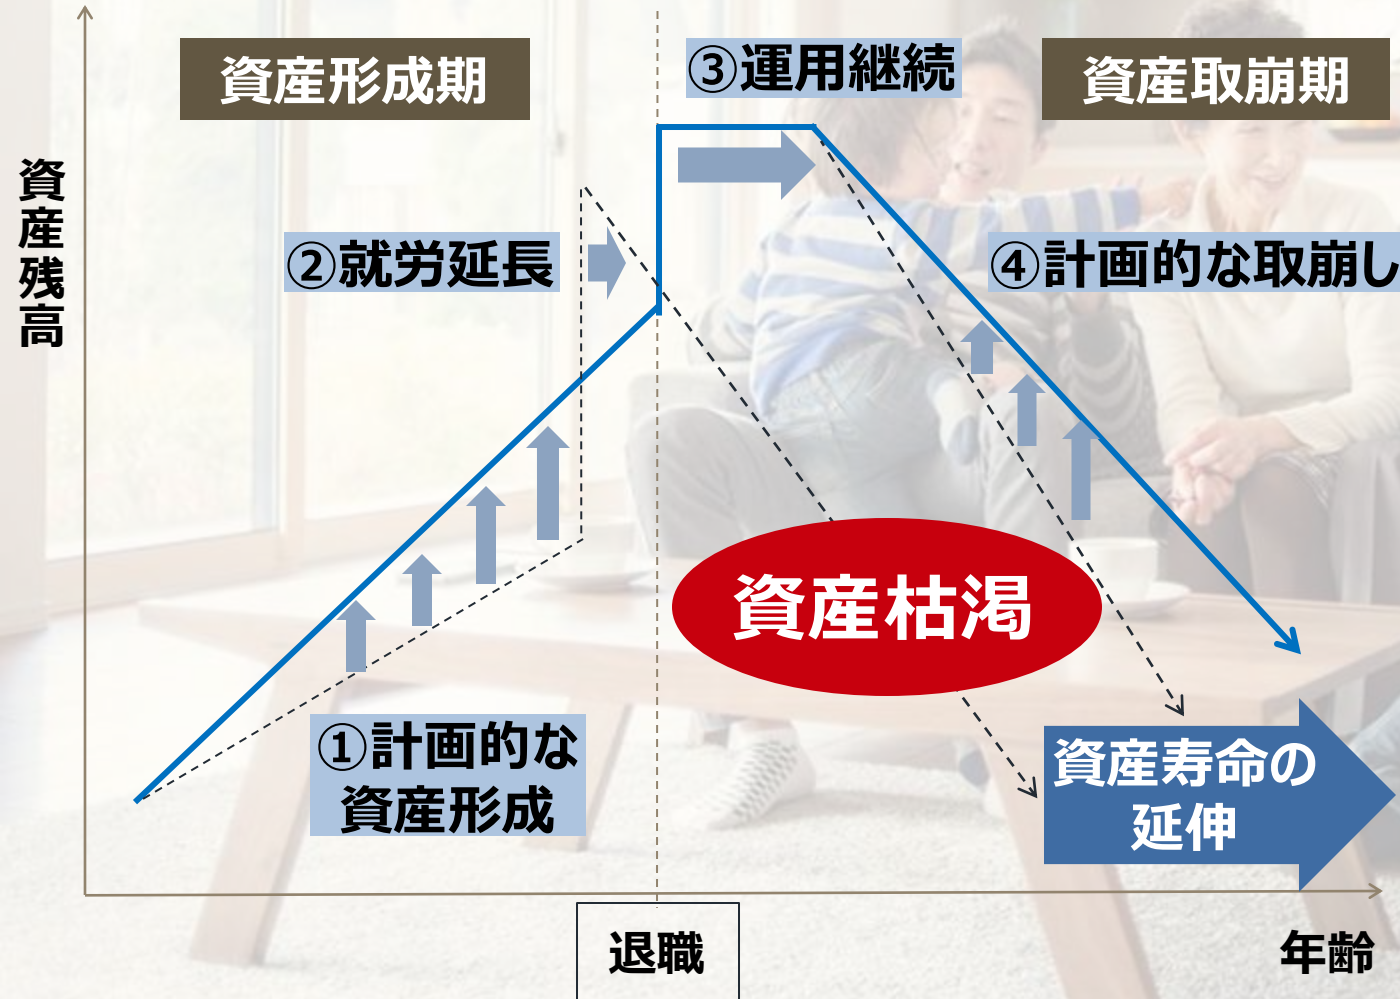 資産形成期
③運用継続
資産取崩期
資産残高
②就労延長
④計画的な取崩し
資産枯渇
①計画的な
資産形成
資産寿命の
延伸
退職
年齢